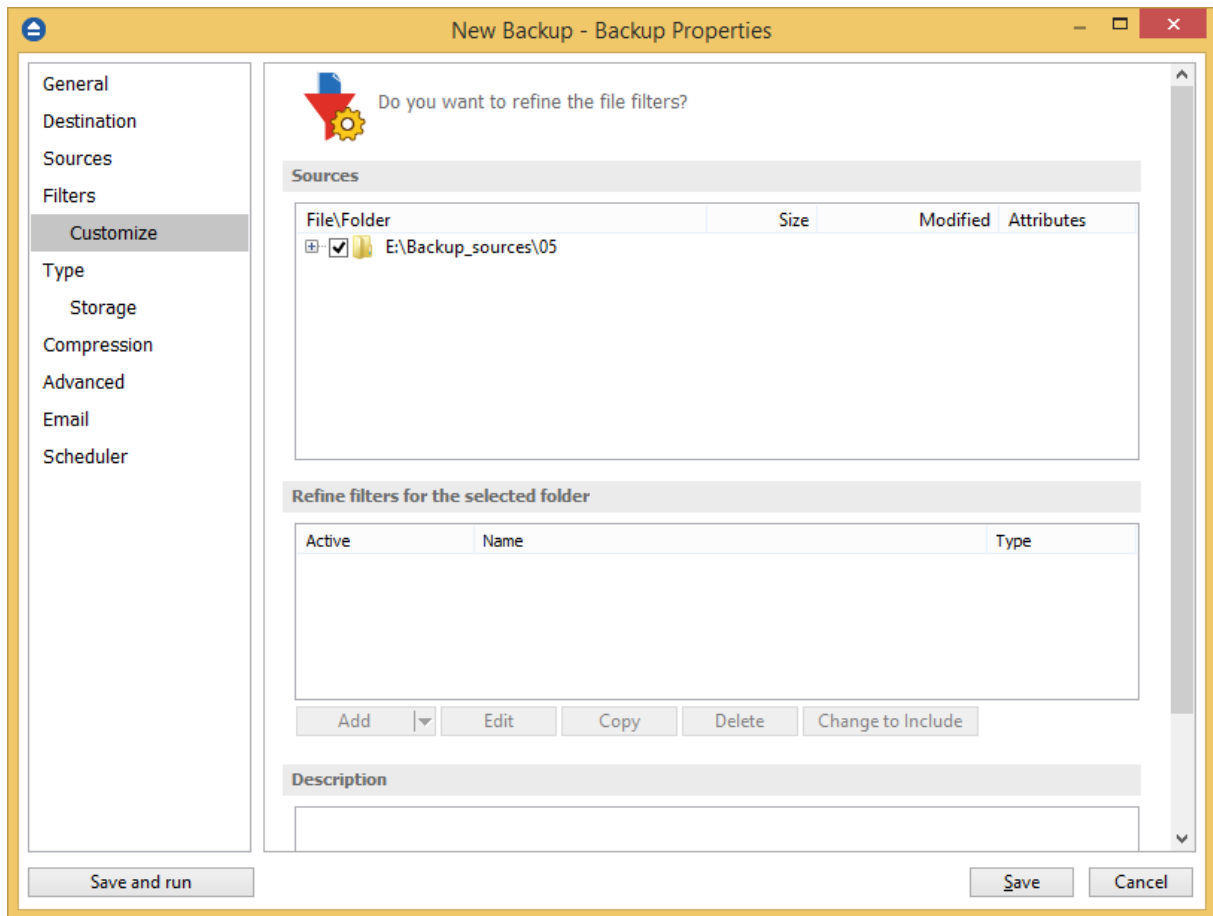 New Backup - Backup Properties
General
Destination
Sources
Filters
Customize
Type
Storage
Compression
Advanced
Email
Scheduler
Do you want to refine the file filters?
Sources
File\Folder Size Modified Attributes
E:\Backup_sources\05
Refine filters for the selected folder
Active Name Type
Add Edit Copy Delete Change to Include
Description
Save and run Save Cancel